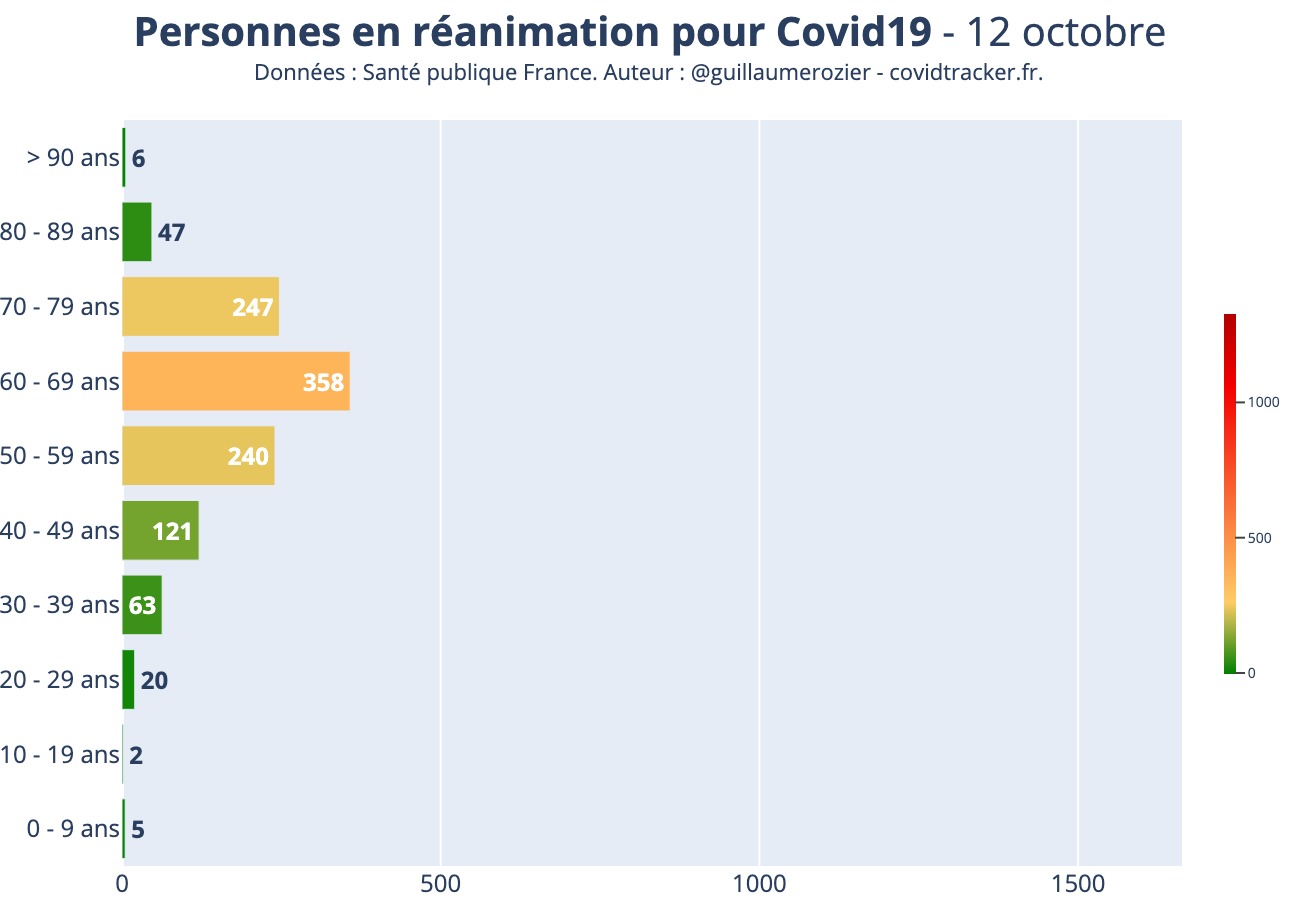 Personnes en réanimation pour Covid19 - 12 octobre
Données : Santé publique France. Auteur : @guillaumerozier - covidtracker.fr.
> 90 ans 6
80 - 89 ans 47
70 - 79 ans 247
60 - 69 ans 358
50 - 59 ans 240
40 - 49 ans 121
30 - 39 ans 63
20 - 29 ans 20
10 - 19 ans 2
0 - 9 ans 5
0 500 1000 1500
1000
500
0